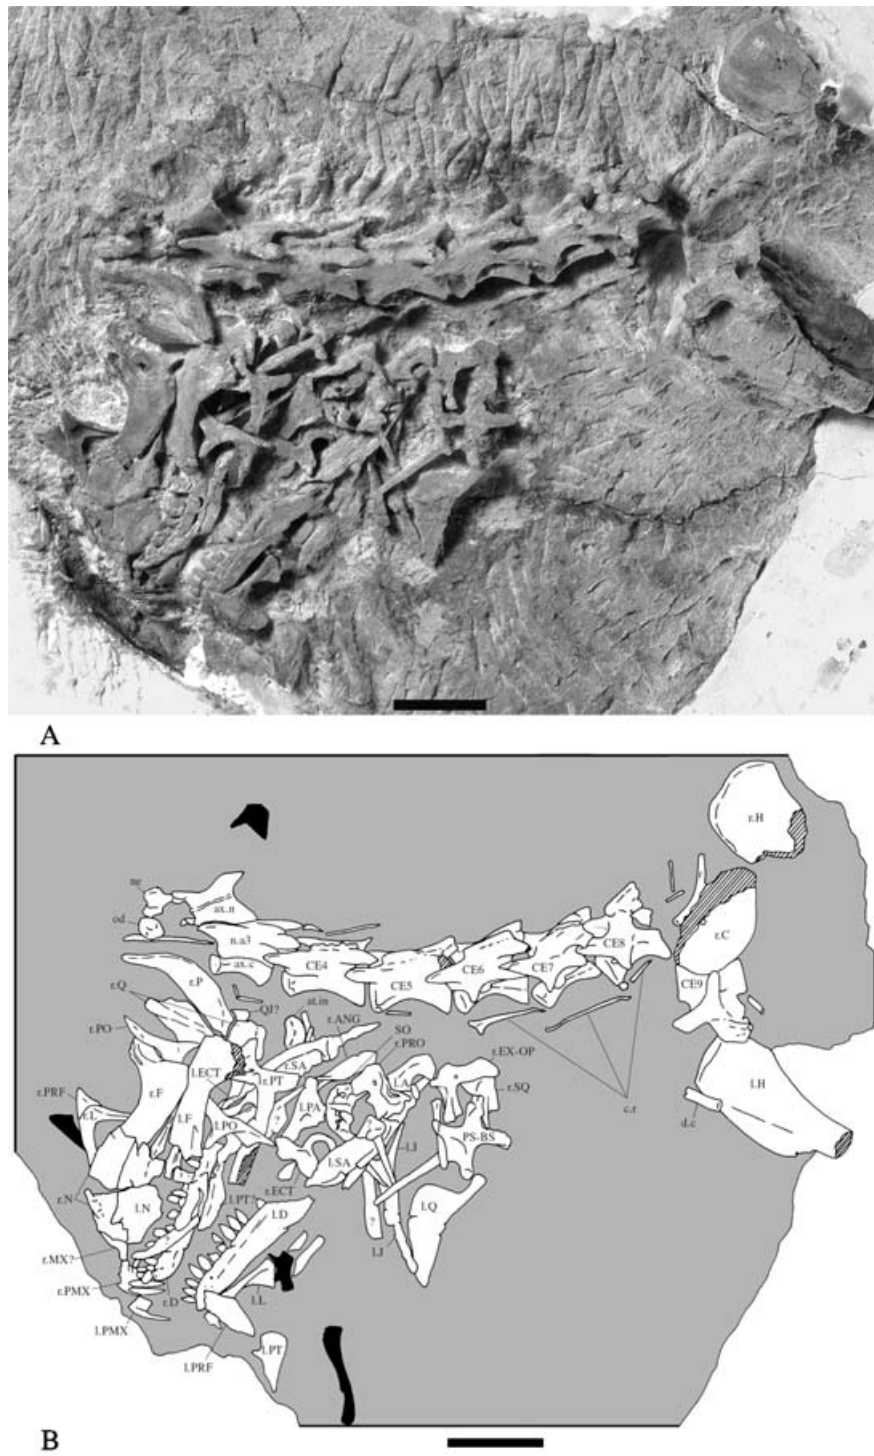 A
r.H
ne
ax.n
od
n.a3
r.C
ax.c
CE4
CE8
r.P
CE6
CE7
CE5
CE9
r.Q
QJ?
at.in
r.ANG
r.PO
SO
r.PRO
r.SA
r.EX-OP
l.ECT
l.A
l.H
r.PT
r.SQ
r.PRF
r.F
l.PA
c.r
d.c
r.L
l.F
?
l.PO
PS-BS
l.J
l.SA
r.ECT
r.N
l.N
l.PT?
l.D
l.Q
?
l.J
r.MX?
r.PMX
r.D
l.L
l.PMX
l.PRF
l.PT
B